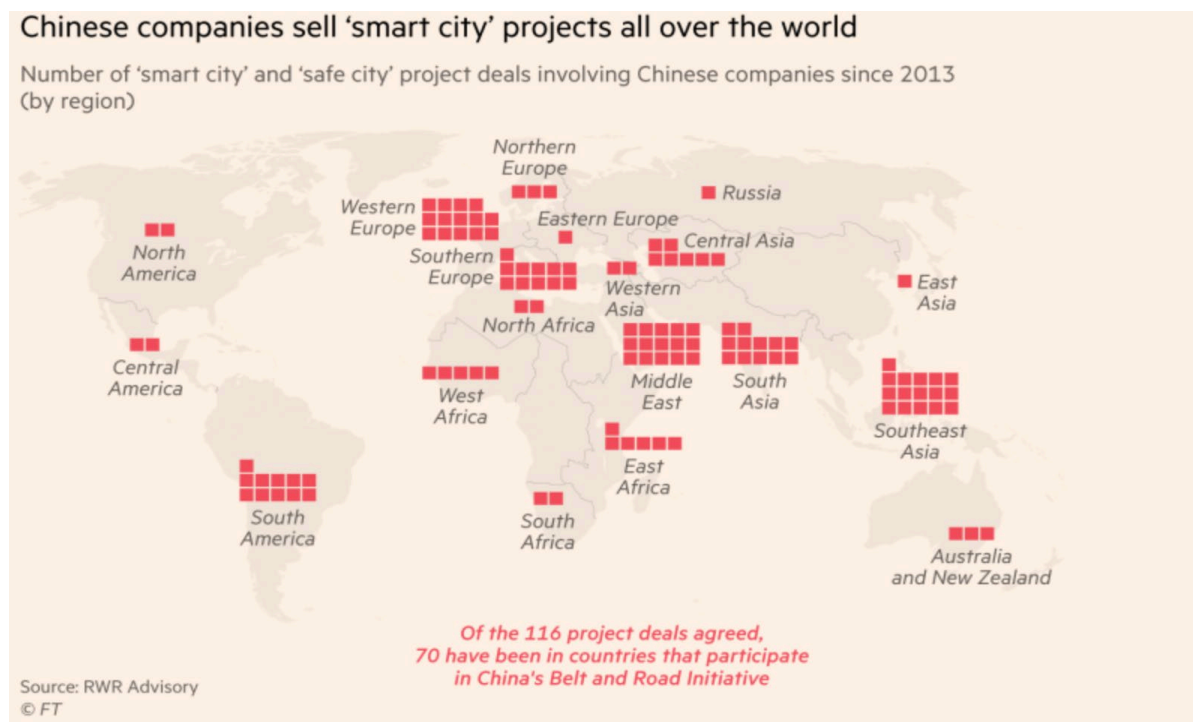 Chinese companies sell ‘smart city’ projects all over the world
Number of ‘smart city’ and ‘safe city’ project deals involving Chinese companies since 2013
(by region)
Northern
Europe
Russia
Western
Europe
Eastern Europe
North
America
Central Asia
Southern
Europe
Western
Asia
East
Asia
North Africa
Central
America
West
Africa
Middle
East
South
Asia
Southeast
Asia
East
Africa
South
America
South
Africa
Australia
and New Zealand
Of the 116 project deals agreed,
70 have been in countries that participate
in China's Belt and Road Initiative
Source: RWR Advisory
© FT